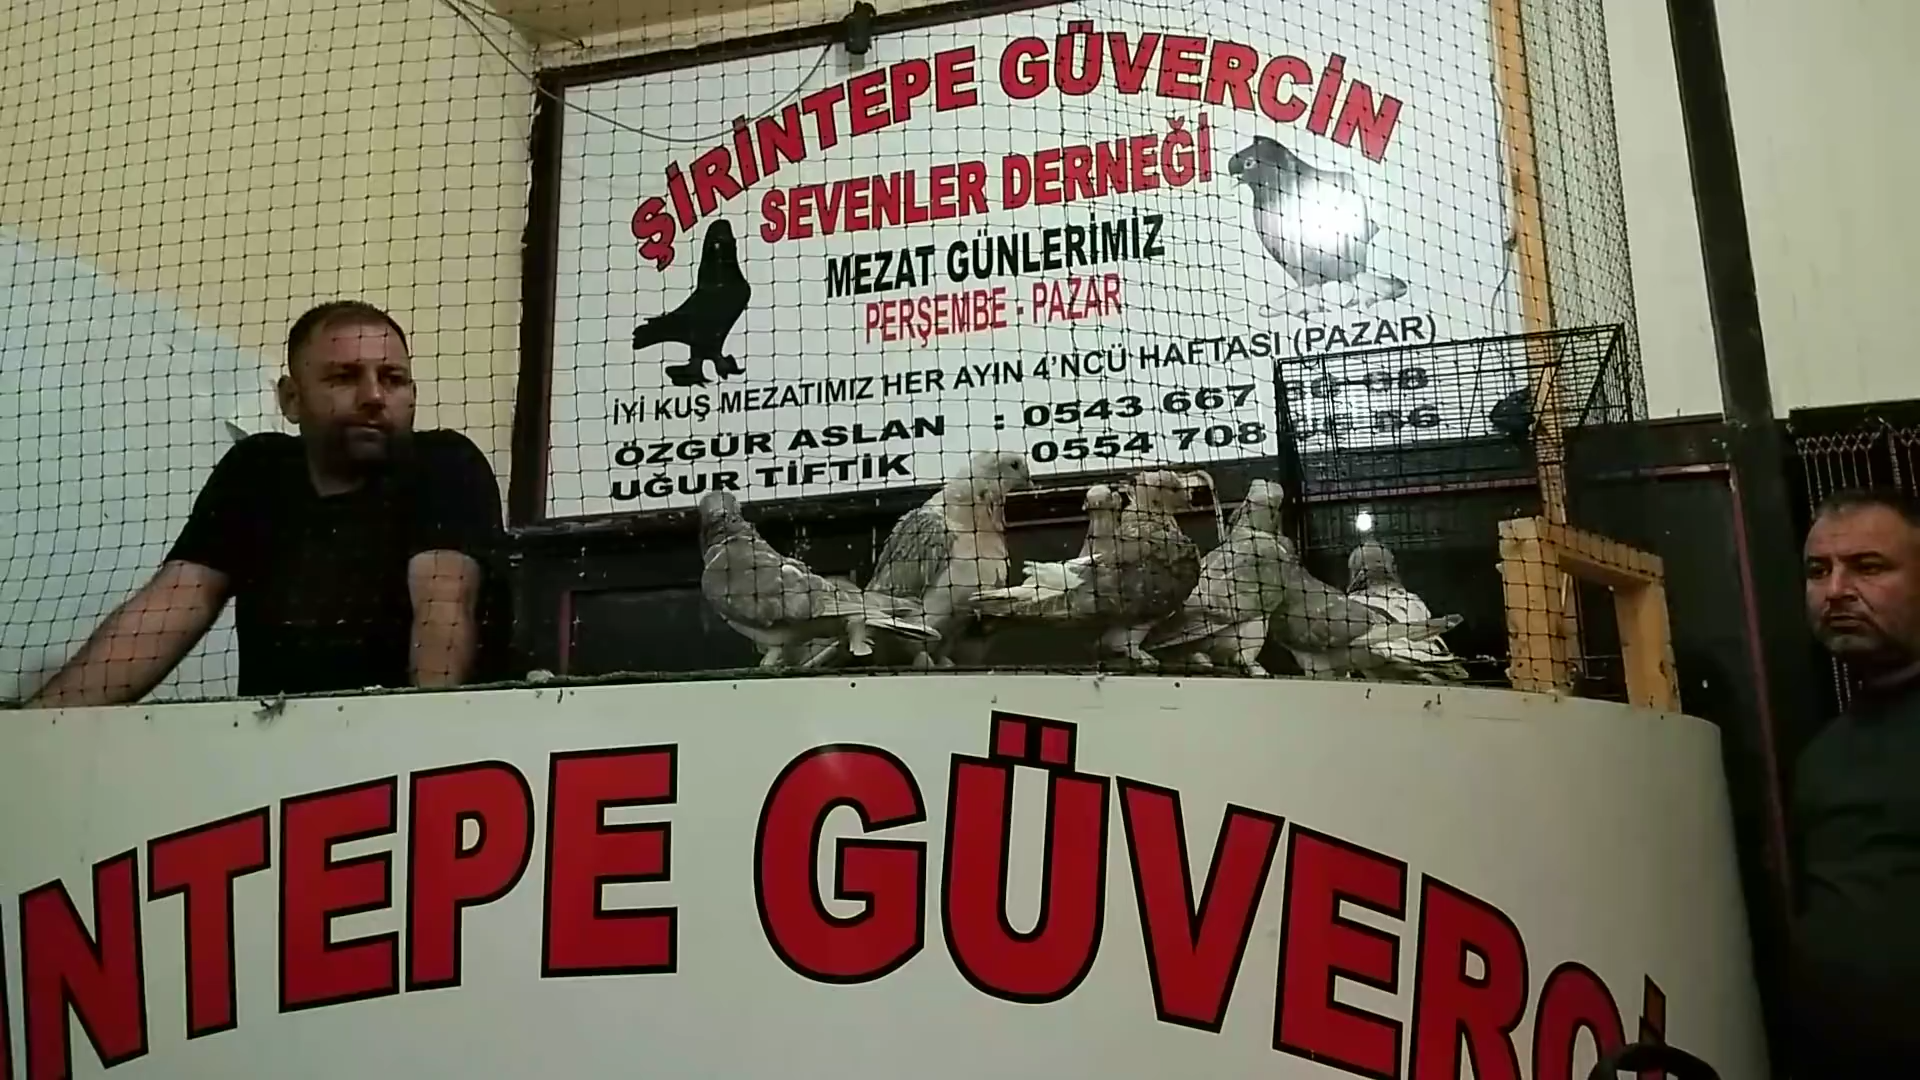 ŞİRİNTEPE GÜVERCİN
SEVENLER DERNEĞİ
MEZAT GÜNLERİMİZ
PERŞEMBE - PAZAR
İYİ KUŞ MEZATIMIZ HER AYIN 4'NCÜ HAFTASI (PAZAR)
ÖZGÜR ASLAN : 0543 667
UĞUR TİFTİK 0554 708
NTEPE GÜVERCİ